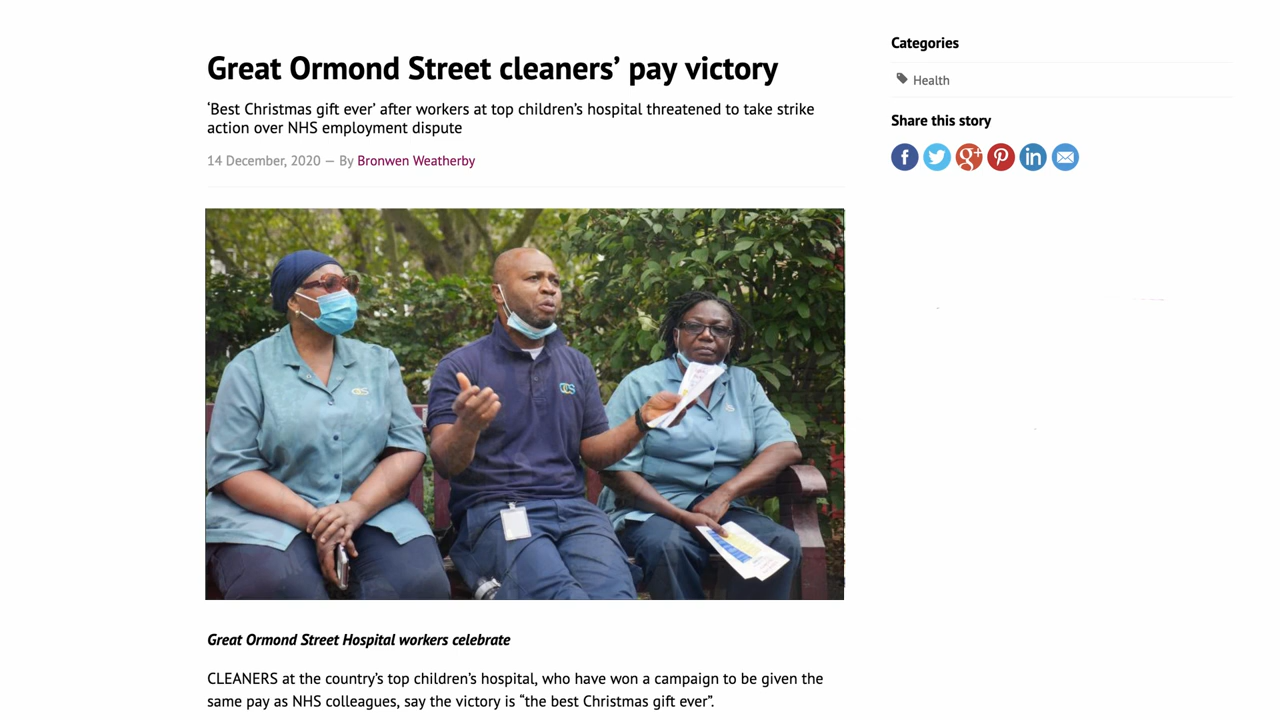 Great Ormond Street cleaners’ pay victory
‘Best Christmas gift ever’ after workers at top children’s hospital threatened to take strike
action over NHS employment dispute
14 December, 2020 — By Bronwen Weatherby
Categories
Health
Share this story
Great Ormond Street Hospital workers celebrate
CLEANERS at the country’s top children’s hospital, who have won a campaign to be given the
same pay as NHS colleagues, say the victory is “the best Christmas gift ever”.